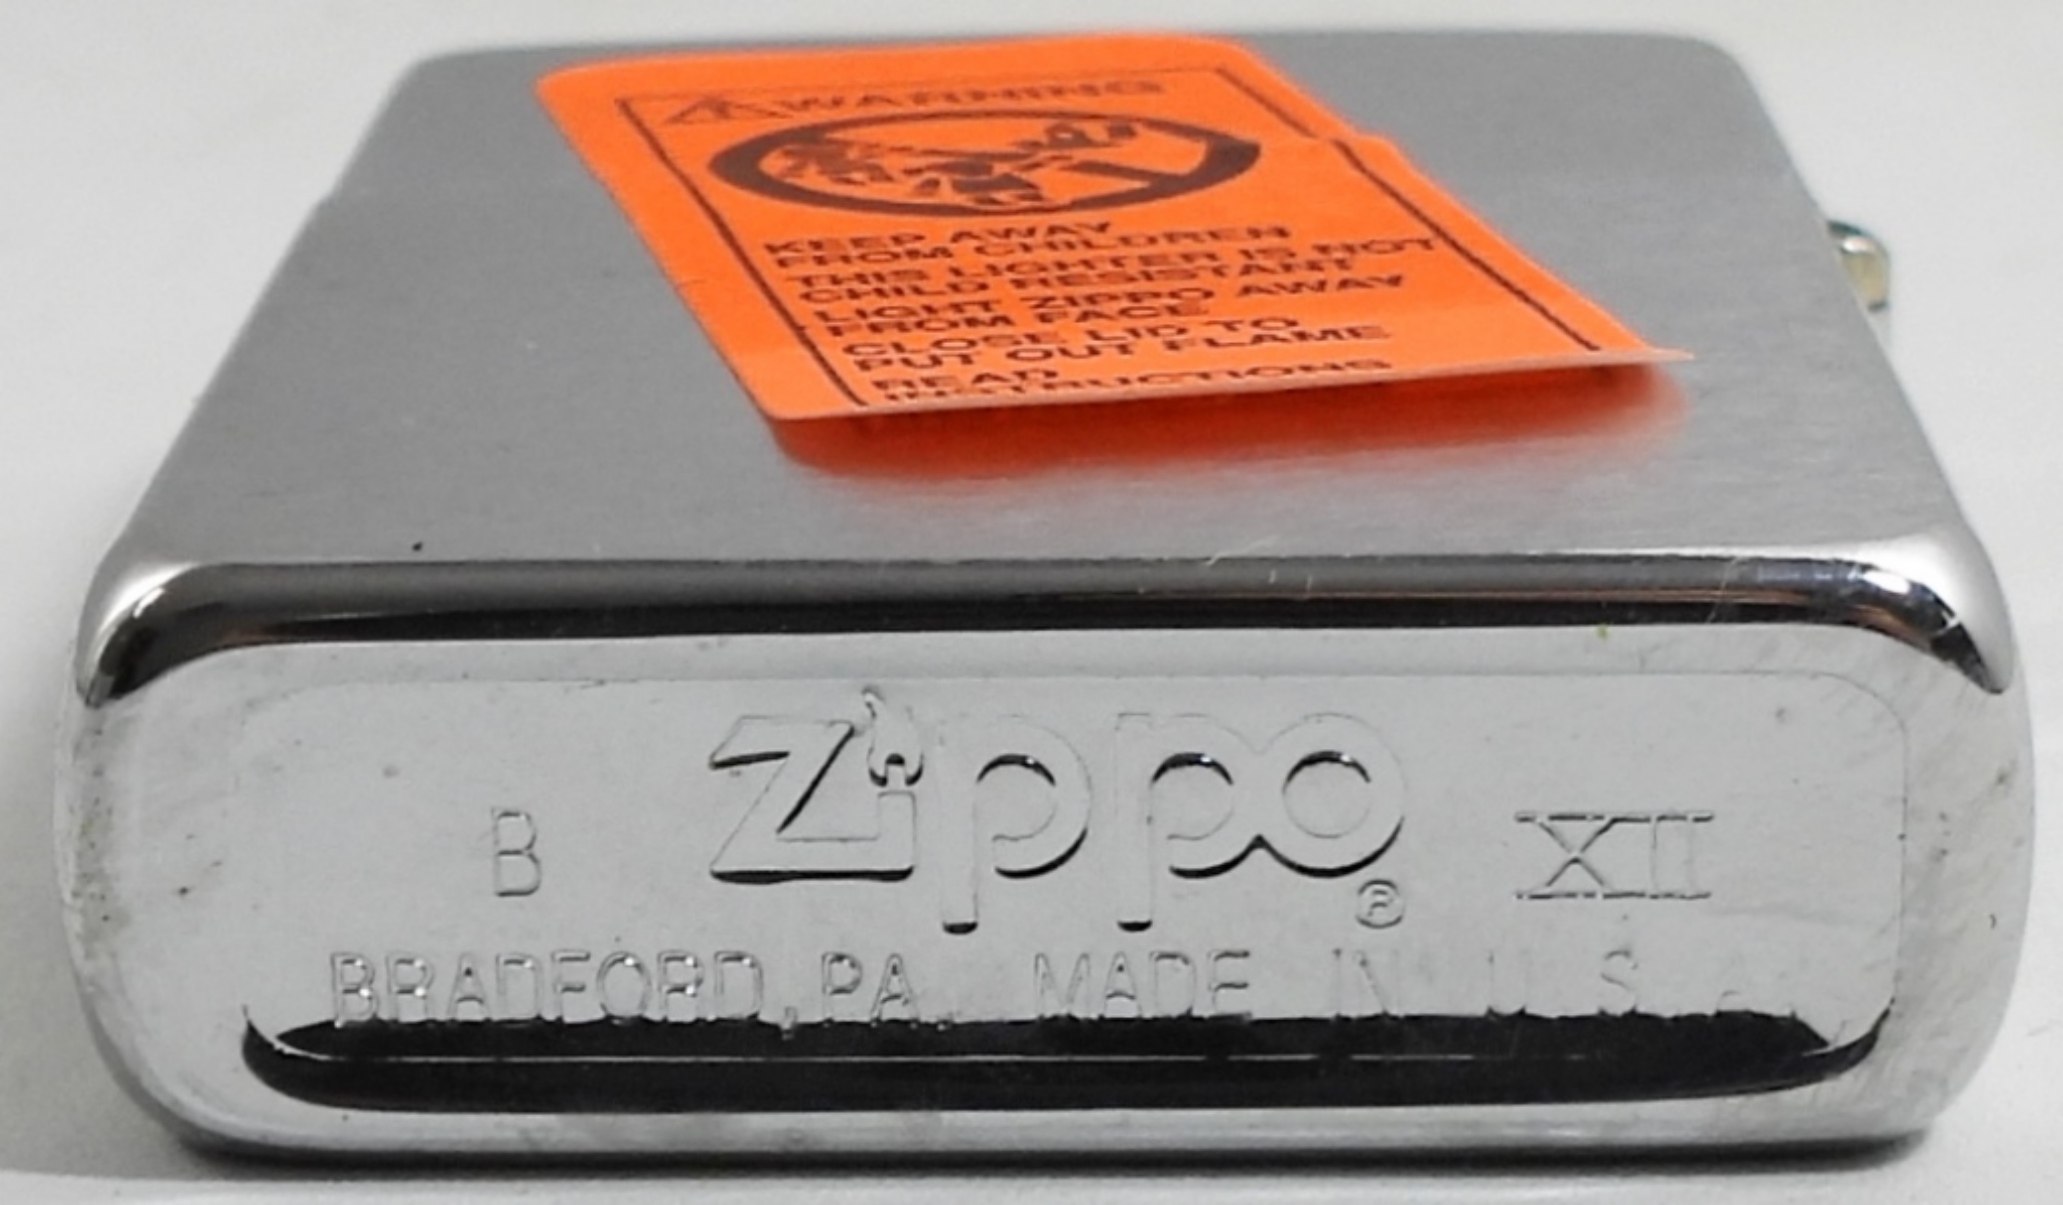 WARNING
KEEP AWAY
FROM CHILDREN
THIS LIGHTER IS NOT
CHILD RESISTANT
LIGHT ZIPPO AWAY
FROM FACE
CLOSE LID TO
PUT OUT FLAME
READ
INSTRUCTIONS
B Zippo® XII
BRADFORD, PA. MADE IN U.S.A.